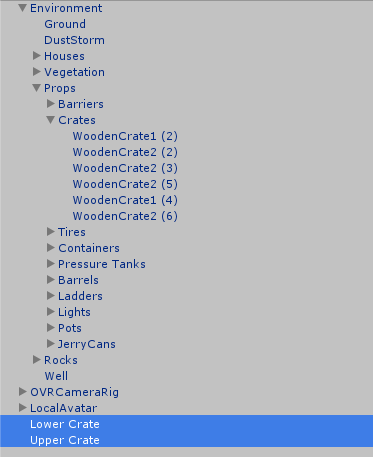 Environment
Ground
DustStorm
Houses
Vegetation
Props
Barriers
Crates
WoodenCrate1 (2)
WoodenCrate2 (2)
WoodenCrate2 (3)
WoodenCrate2 (5)
WoodenCrate1 (4)
WoodenCrate2 (6)
Tires
Containers
Pressure Tanks
Barrels
Ladders
Lights
Pots
JerryCans
Rocks
Well
OVRCameraRig
LocalAvatar
Lower Crate
Upper Crate